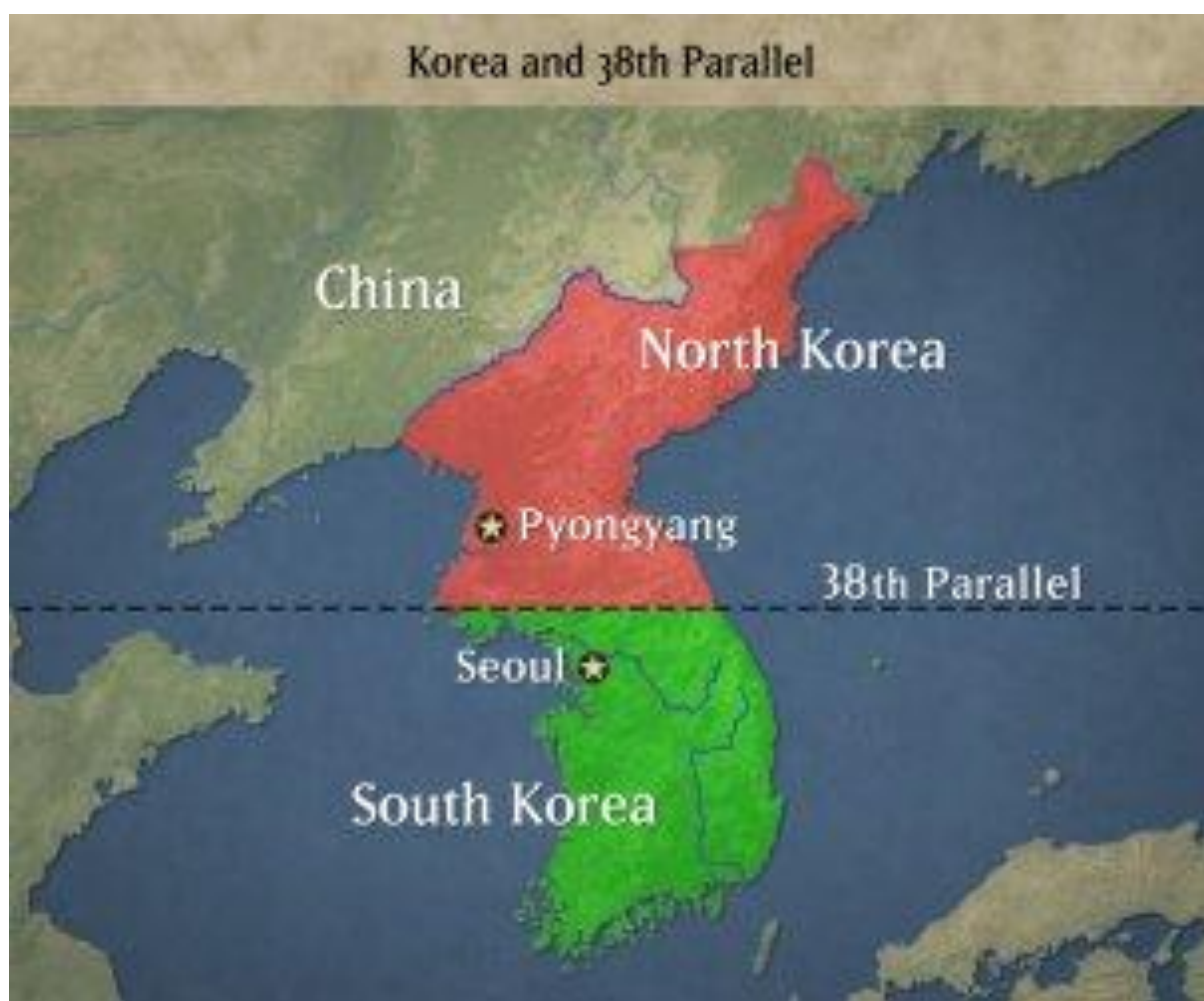 Korea and 38th Parallel
China
North Korea
Pyongyang
38th Parallel
Seoul
South Korea